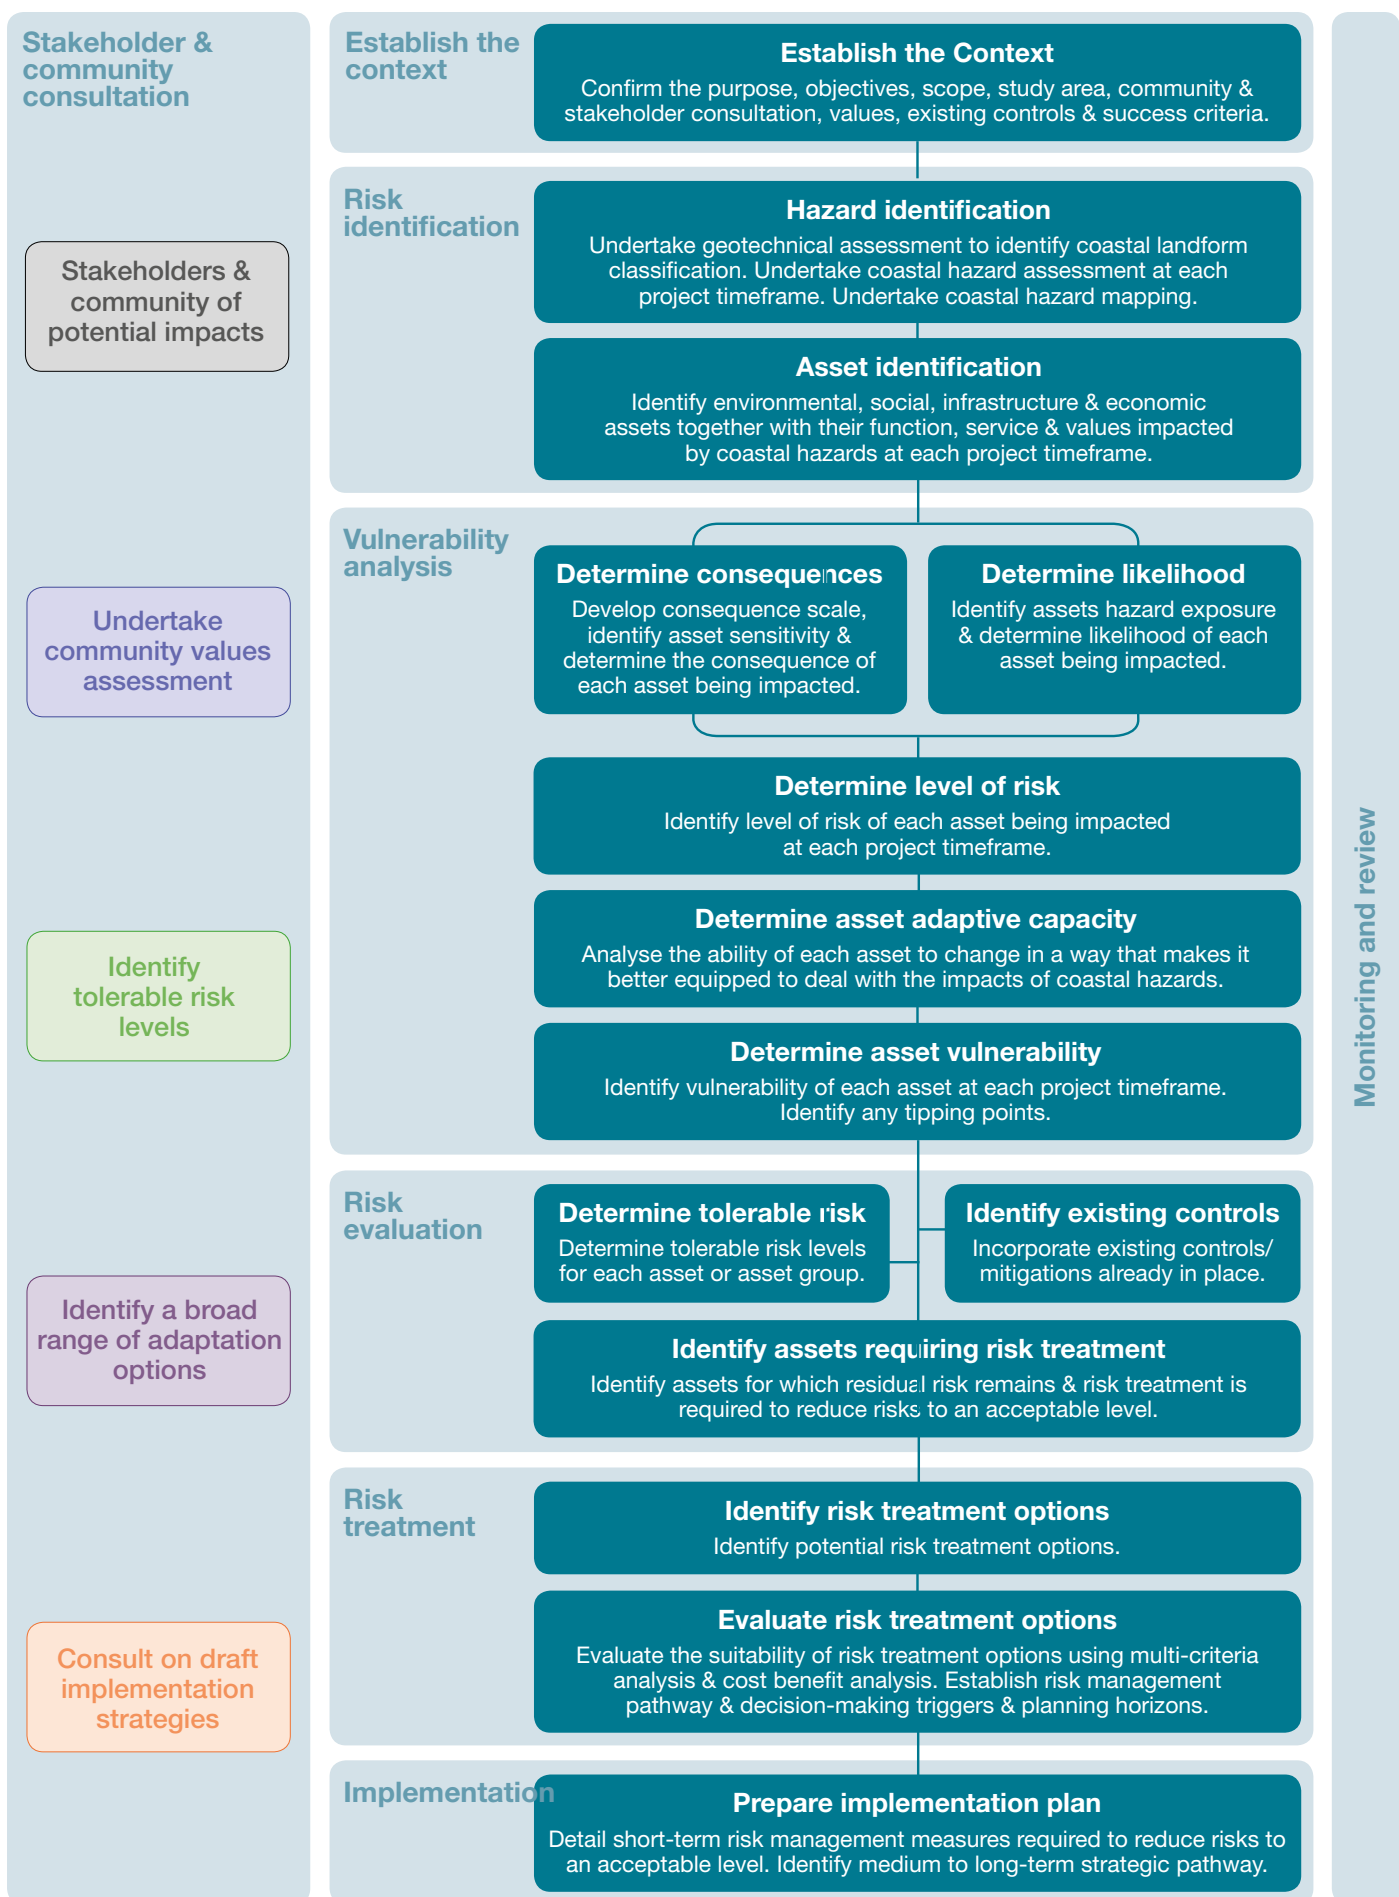 Stakeholder &
community
consultation
Stakeholders &
community of
potential impacts
Undertake
community values
assessment
Identify
tolerable risk
levels
Identify a broad
range of adaptation
options
Consult on draft
implementation
strategies
Establish the
context
Establish the Context
Confirm the purpose, objectives, scope, study area, community &
stakeholder consultation, values, existing controls & success criteria.
Risk
identification
Hazard identification
Undertake geotechnical assessment to identify coastal landform
classification. Undertake coastal hazard assessment at each
project timeframe. Undertake coastal hazard mapping.
Asset identification
Identify environmental, social, infrastructure & economic
assets together with their function, service & values impacted
by coastal hazards at each project timeframe.
Vulnerability
analysis
Determine consequences
Develop consequence scale,
identify asset sensitivity &
determine the consequence of
each asset being impacted.
Determine likelihood
Identify assets hazard exposure
& determine likelihood of each
asset being impacted.
Determine level of risk
Identify level of risk of each asset being impacted
at each project timeframe.
Determine asset adaptive capacity
Analyse the ability of each asset to change in a way that makes it
better equipped to deal with the impacts of coastal hazards.
Determine asset vulnerability
Identify vulnerability of each asset at each project timeframe.
Identify any tipping points.
Risk
evaluation
Determine tolerable risk
Determine tolerable risk levels
for each asset or asset group.
Identify existing controls
Incorporate existing controls/
mitigations already in place.
Identify assets requiring risk treatment
Identify assets for which residual risk remains & risk treatment is
required to reduce risks to an acceptable level.
Risk
treatment
Identify risk treatment options
Identify potential risk treatment options.
Evaluate risk treatment options
Evaluate the suitability of risk treatment options using multi-criteria
analysis & cost benefit analysis. Establish risk management
pathway & decision-making triggers & planning horizons.
Implementation
Prepare implementation plan
Detail short-term risk management measures required to reduce risks to
an acceptable level. Identify medium to long-term strategic pathway.
Monitoring and review